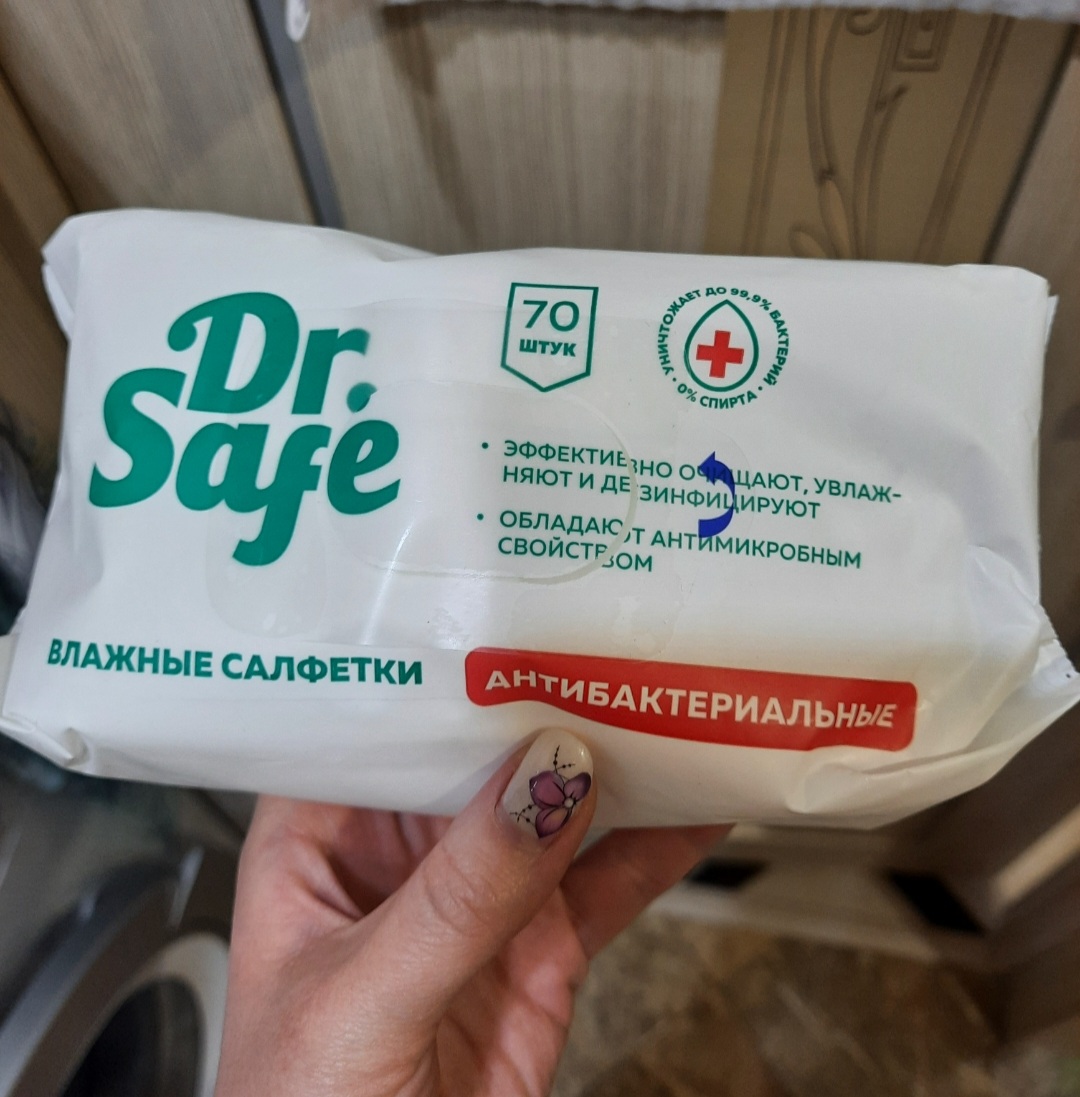 Dr.
Safe
70
ШТУК
УНИЧТОЖАЕТ ДО 99,9% БАКТЕРИЙ
• 0% СПИРТА •
• ЭФФЕКТИВНО ОЧИЩАЮТ, УВЛАЖ-
НЯЮТ И ДЕЗИНФИЦИРУЮТ
• ОБЛАДАЮТ АНТИМИКРОБНЫМ
СВОЙСТВОМ
ВЛАЖНЫЕ САЛФЕТКИ
АНТИБАКТЕРИАЛЬНЫЕ